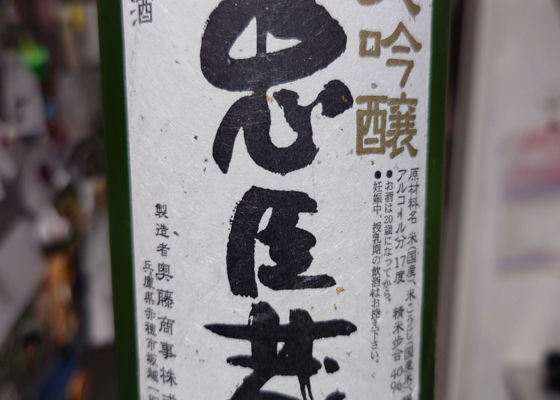 大吟醸
原材料名 米(国産)、米こうじ(国産米)
アルコール分 17度 精米歩合 40%
●お酒は20歳になってから。
●妊娠中、授乳期の飲酒はお控え下さい。
忠臣蔵
製造者 奥藤商事株式
兵庫県赤穂市坂越一
酒